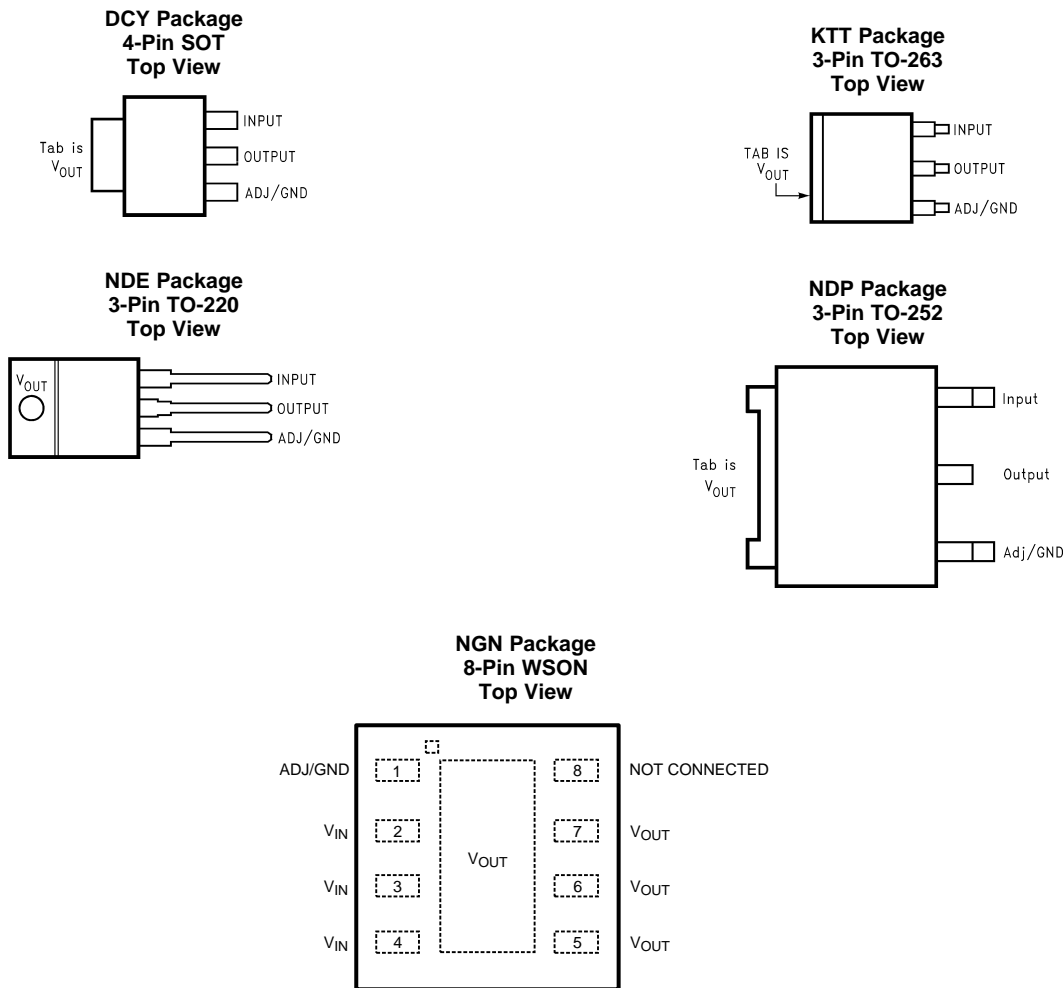 DCY Package
4-Pin SOT
Top View
Tab is
VOUT
INPUT
OUTPUT
ADJ/GND
KTT Package
3-Pin TO-263
Top View
TAB IS
VOUT
INPUT
OUTPUT
ADJ/GND
NDE Package
3-Pin TO-220
Top View
VOUT
INPUT
OUTPUT
ADJ/GND
NDP Package
3-Pin TO-252
Top View
Tab is
VOUT
Input
Output
Adj/GND
NGN Package
8-Pin WSON
Top View
ADJ/GND 1 8 NOT CONNECTED
VIN 2 7 VOUT
VOUT
VIN 3 6 VOUT
VIN 4 5 VOUT